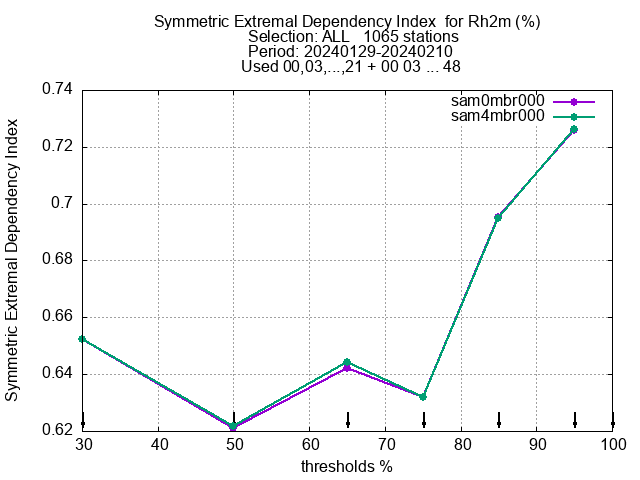 Symmetric Extremal Dependency Index  for Rh2m (%)
Selection: ALL   1065 stations
Period: 20240129-20240210
Used 00,03,...,21 + 00 03 ... 48
sam0mbr000
sam4mbr000
Symmetric Extremal Dependency Index
0.74
0.72
0.7
0.68
0.66
0.64
0.62
30 40 50 60 70 80 90 100
thresholds %